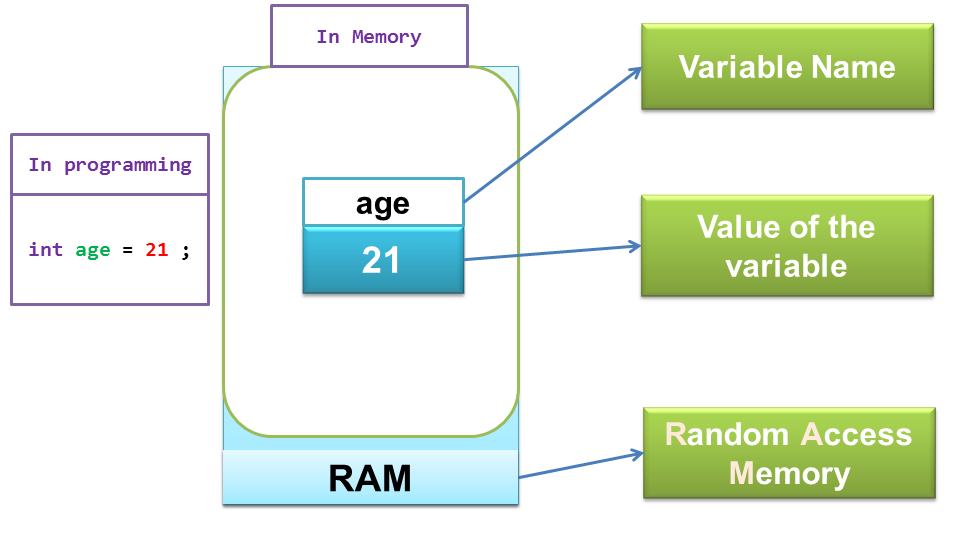 In Memory
Variable Name
In programming
int age = 21 ;
age
21
Value of the
variable
RAM
Random Access
Memory